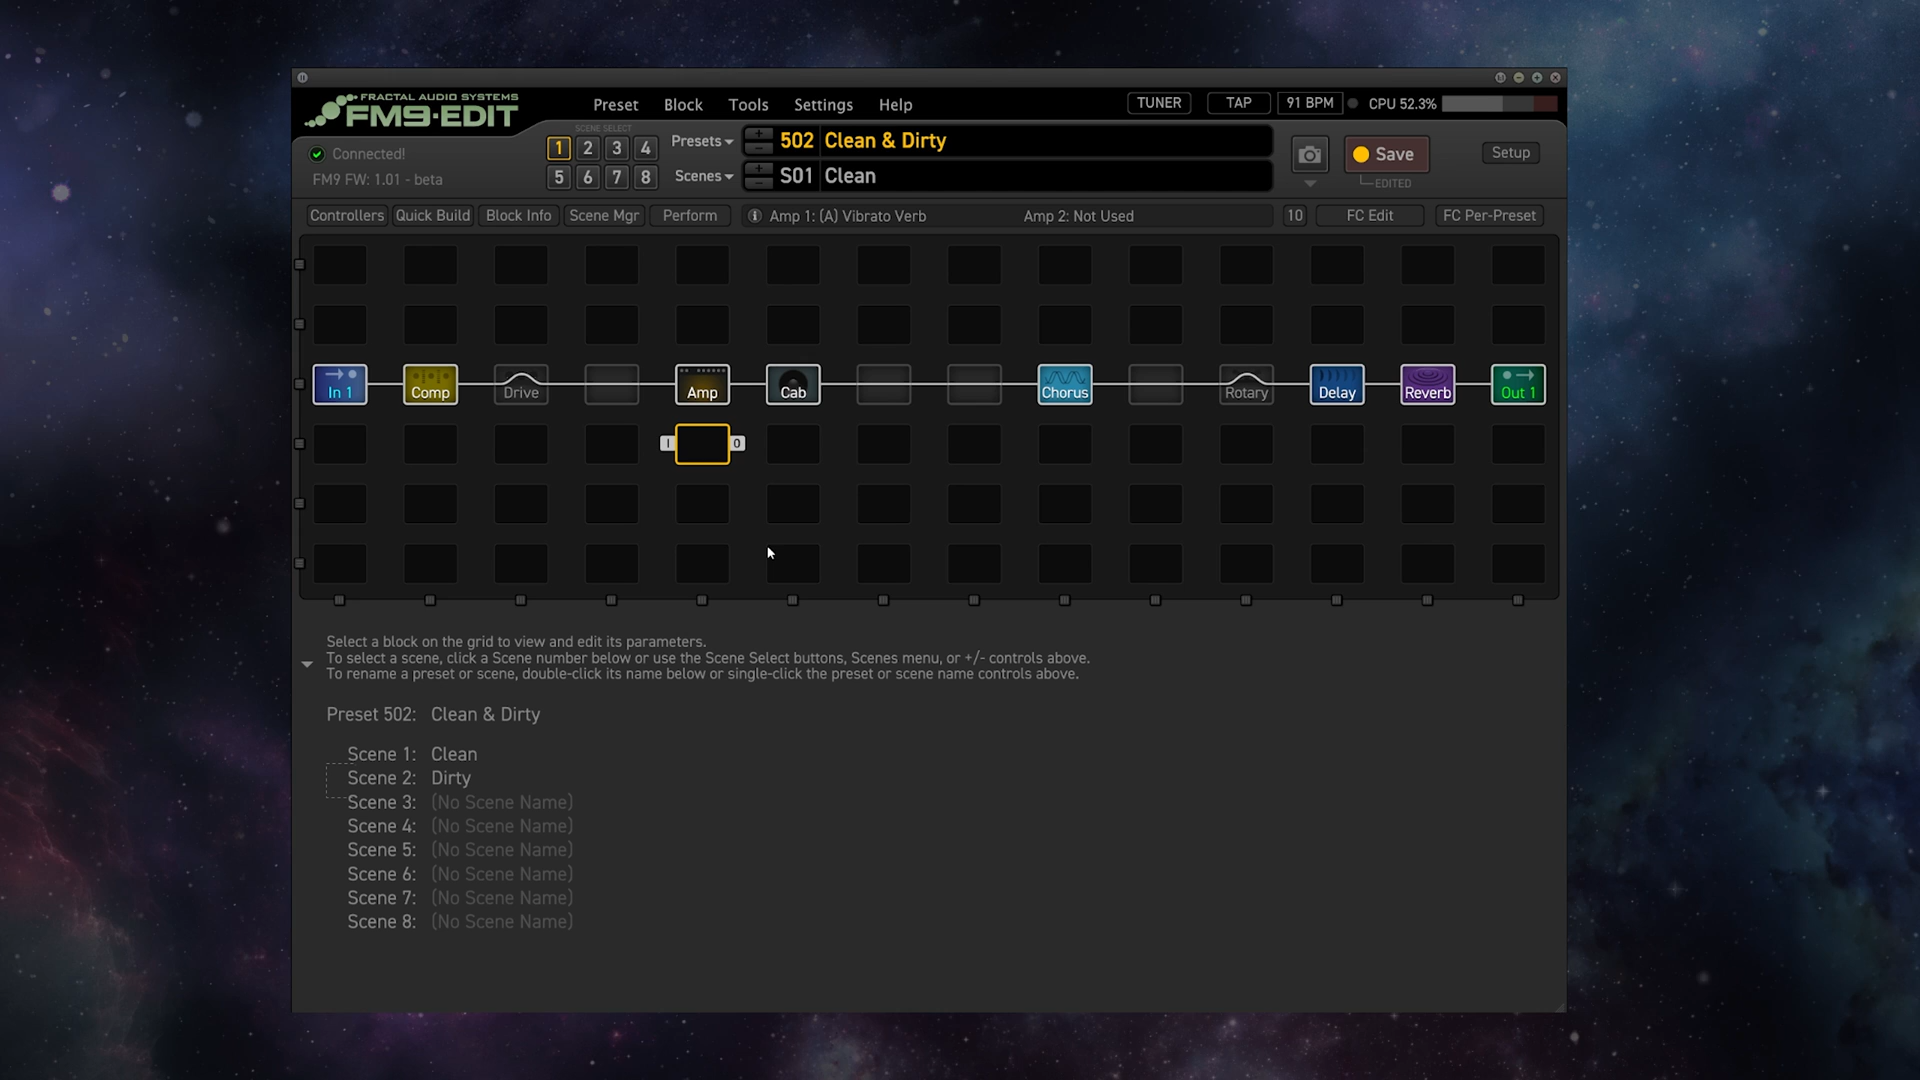 FRACTAL AUDIO SYSTEMS
FM9-EDIT
Preset Block Tools Settings Help
TUNER TAP 91 BPM CPU 52.3%
Connected!
FM9 FW: 1.01 - beta
SCENE SELECT
1 2 3 4
5 6 7 8
Presets + - 502 Clean & Dirty
Scenes + - S01 Clean
Save
EDITED
Setup
Controllers Quick Build Block Info Scene Mgr Perform Amp 1: (A) Vibrato Verb Amp 2: Not Used 10 FC Edit FC Per-Preset
In 1 Comp Drive Amp Cab Chorus Rotary Delay Reverb Out 1
I O
Select a block on the grid to view and edit its parameters.
To select a scene, click a Scene number below or use the Scene Select buttons, Scenes menu, or +/- controls above.
To rename a preset or scene, double-click its name below or single-click the preset or scene name controls above.
Preset 502: Clean & Dirty
Scene 1: Clean
Scene 2: Dirty
Scene 3: (No Scene Name)
Scene 4: (No Scene Name)
Scene 5: (No Scene Name)
Scene 6: (No Scene Name)
Scene 7: (No Scene Name)
Scene 8: (No Scene Name)